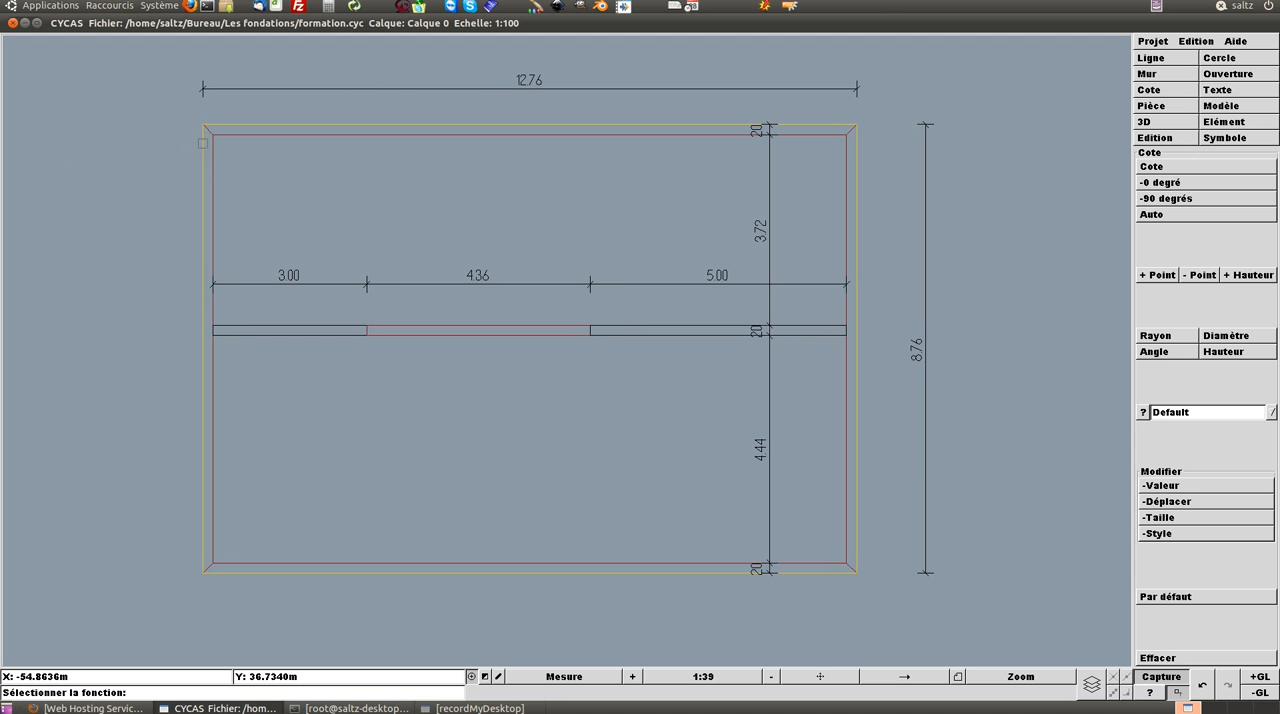 Applications Raccourcis Système saltz
CYCAS Fichier: /home/saltz/Bureau/Les fondations/formation.cyc Calque: Calque 0 Echelle: 1:100
Projet Edition Aide
Ligne Cercle
Mur Ouverture
Cote Texte
Pièce Modèle
3D Elément
Edition Symbole
Cote
Cote
-0 degré
-90 degrés
Auto
+ Point - Point + Hauteur
Rayon Diamètre
Angle Hauteur
? Default /
Modifier
-Valeur
-Déplacer
-Taille
-Style
Par défaut
Effacer
12.76
20
3.72
3.00 4.36 5.00
20
8.76
4.44
20
X: -54.8636m Y: 36.7340m Mesure + 1:39 - Zoom Capture +GL
Sélectionner la fonction: ? -GL
[Web Hosting Servic... CYCAS Fichier: /hom... [root@saltz-desktop... [recordMyDesktop]